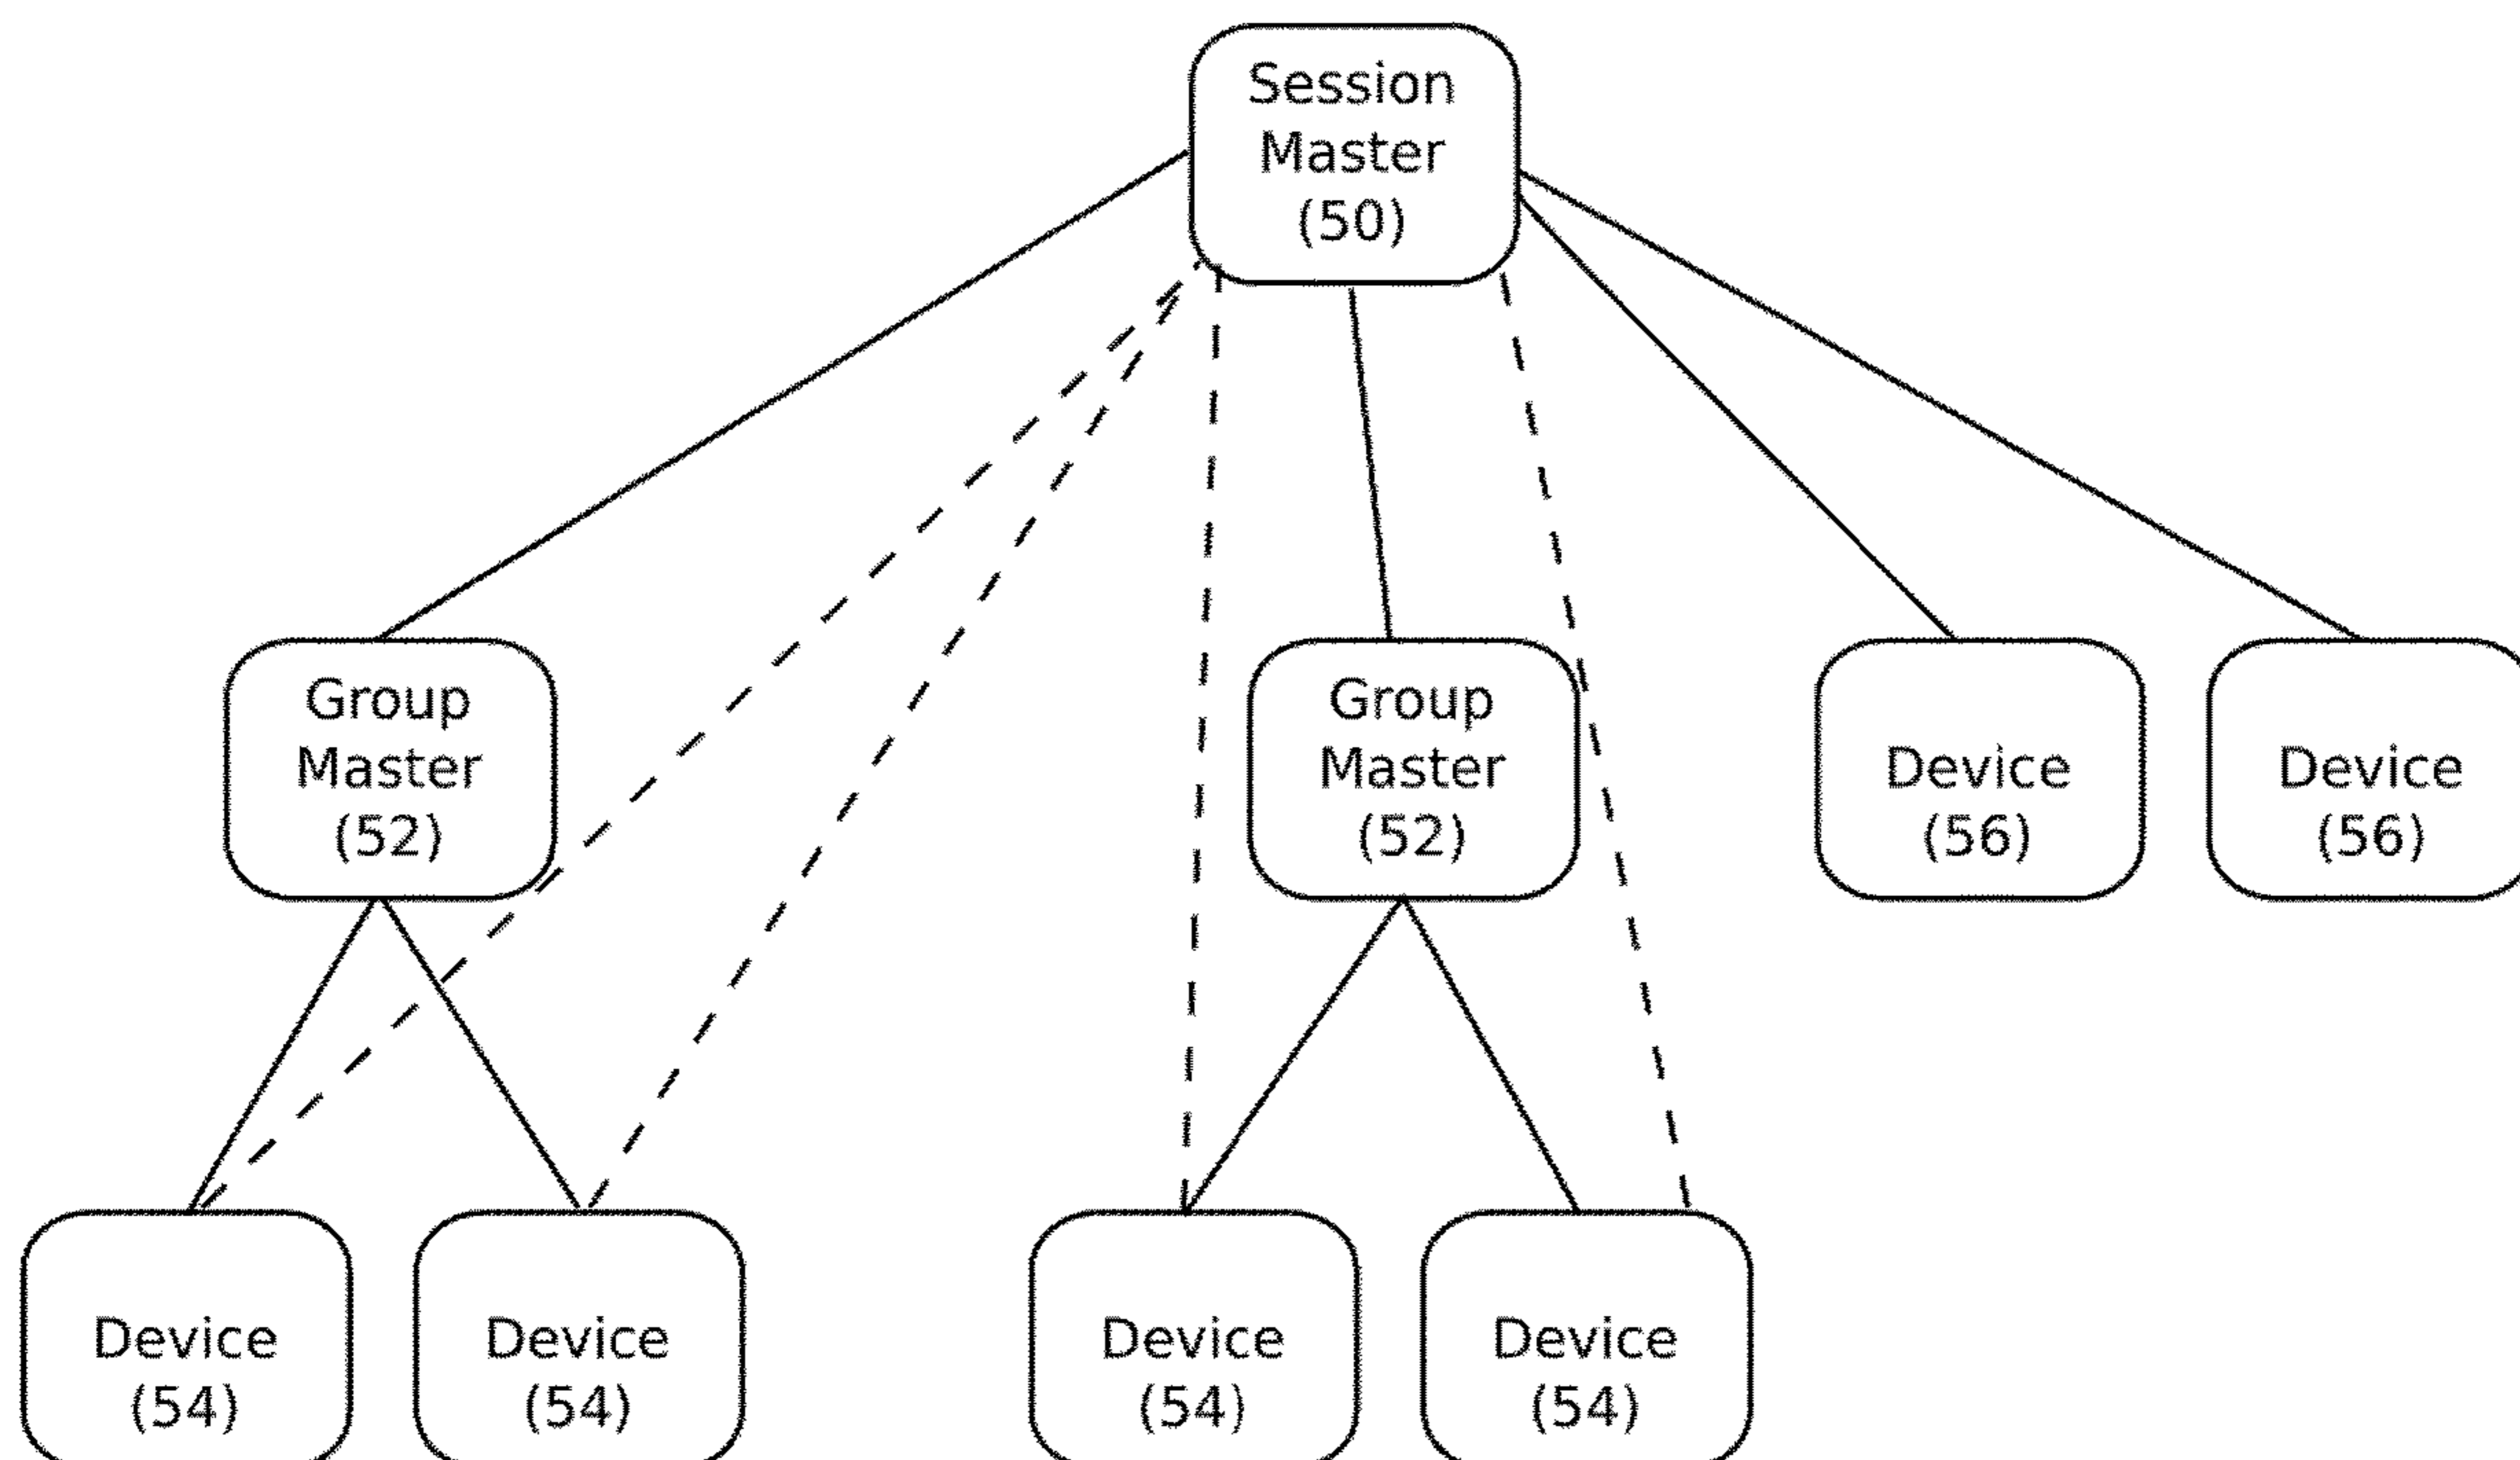 Session
Master
(50)
Group
Master
(52)
Group
Master
(52)
Device
(56)
Device
(56)
Device
(54)
Device
(54)
Device
(54)
Device
(54)